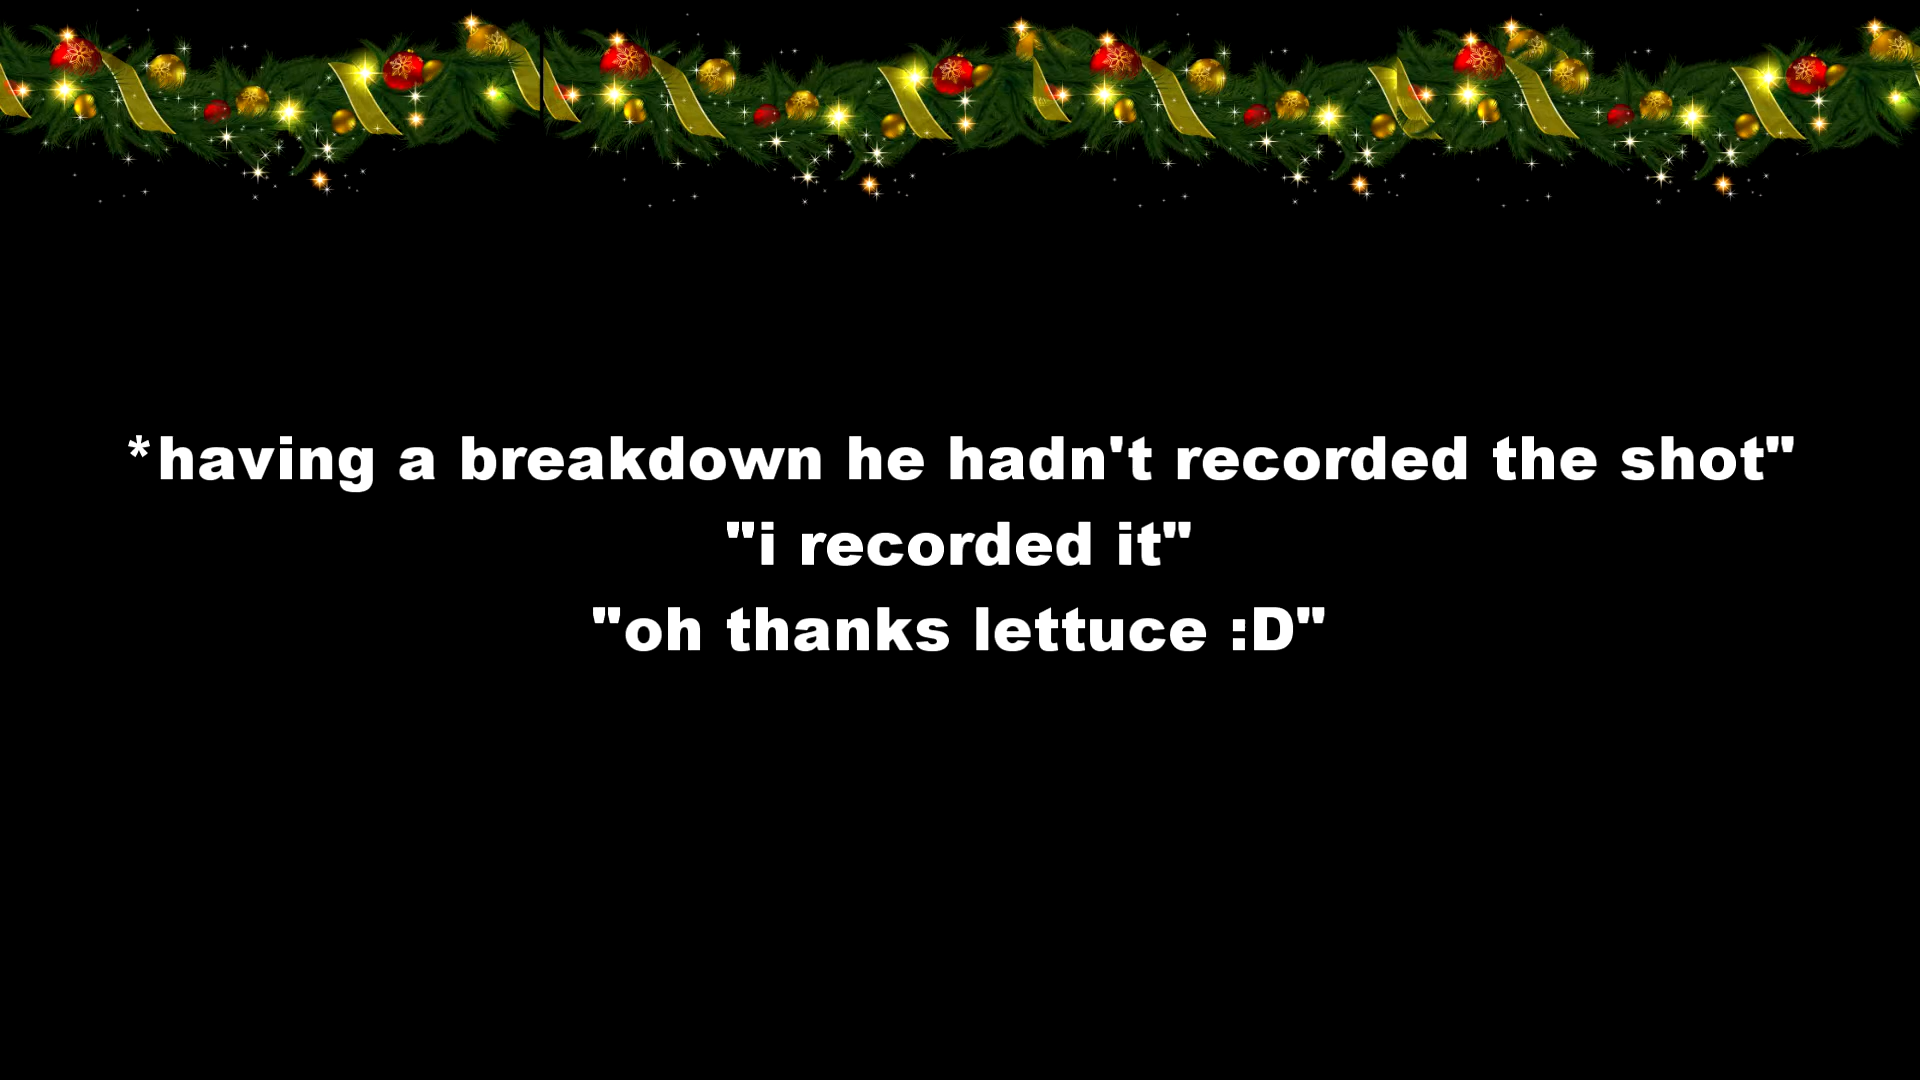 *having a breakdown he hadn't recorded the shot"
"i recorded it"
"oh thanks lettuce :D"